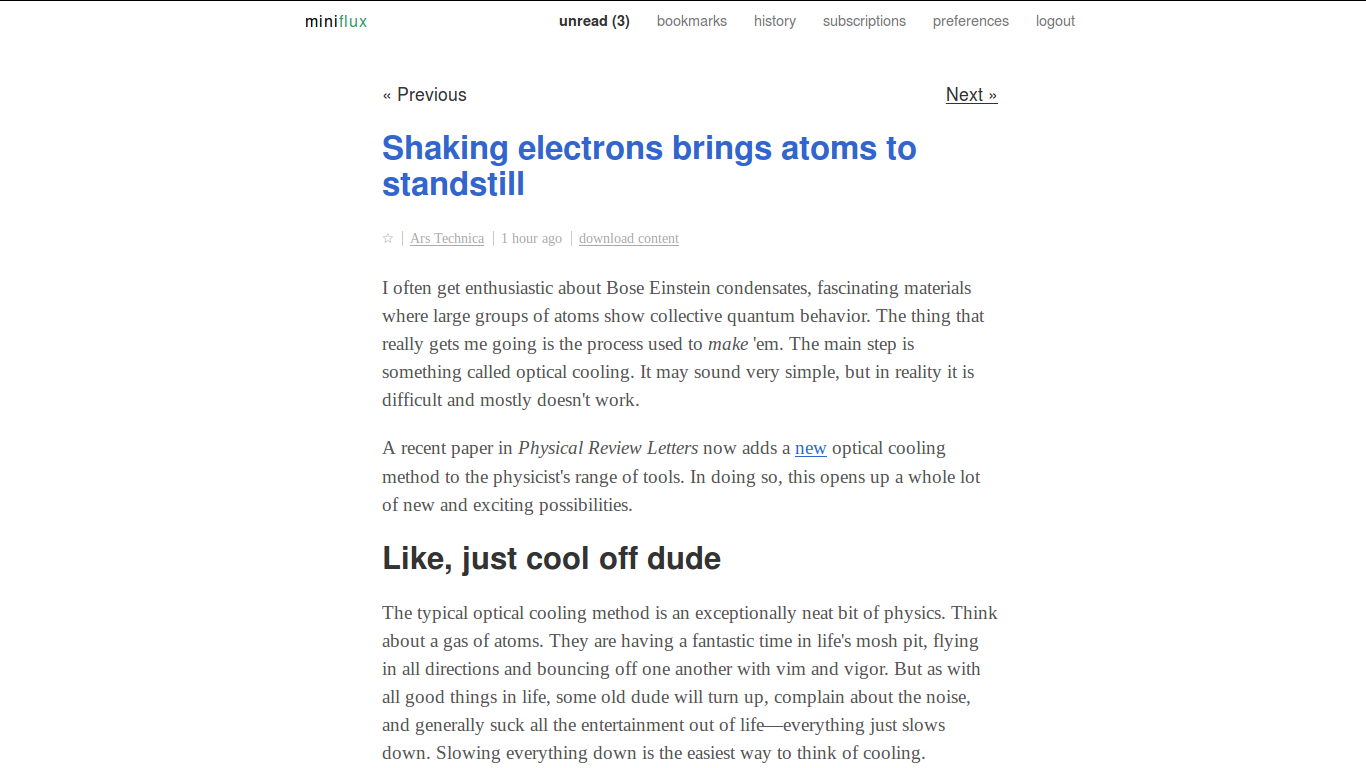 miniflux unread (3) bookmarks history subscriptions preferences logout
« Previous Next »
Shaking electrons brings atoms to
standstill
☆ Ars Technica 1 hour ago download content
I often get enthusiastic about Bose Einstein condensates, fascinating materials
where large groups of atoms show collective quantum behavior. The thing that
really gets me going is the process used to make 'em. The main step is
something called optical cooling. It may sound very simple, but in reality it is
difficult and mostly doesn't work.
A recent paper in Physical Review Letters now adds a new optical cooling
method to the physicist's range of tools. In doing so, this opens up a whole lot
of new and exciting possibilities.
Like, just cool off dude
The typical optical cooling method is an exceptionally neat bit of physics. Think
about a gas of atoms. They are having a fantastic time in life's mosh pit, flying
in all directions and bouncing off one another with vim and vigor. But as with
all good things in life, some old dude will turn up, complain about the noise,
and generally suck all the entertainment out of life—everything just slows
down. Slowing everything down is the easiest way to think of cooling.